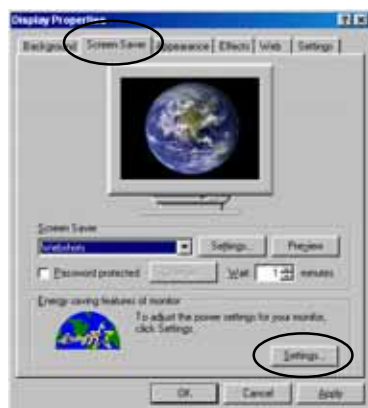 Display Properties
Background Screen Saver Appearance Effects Web Settings
Screen Saver
Webshots Settings... Preview
Password protected Wait: 1 minutes
Energy saving features of monitor
To adjust the power settings for your monitor,
click Settings.
Settings...
OK Cancel Apply